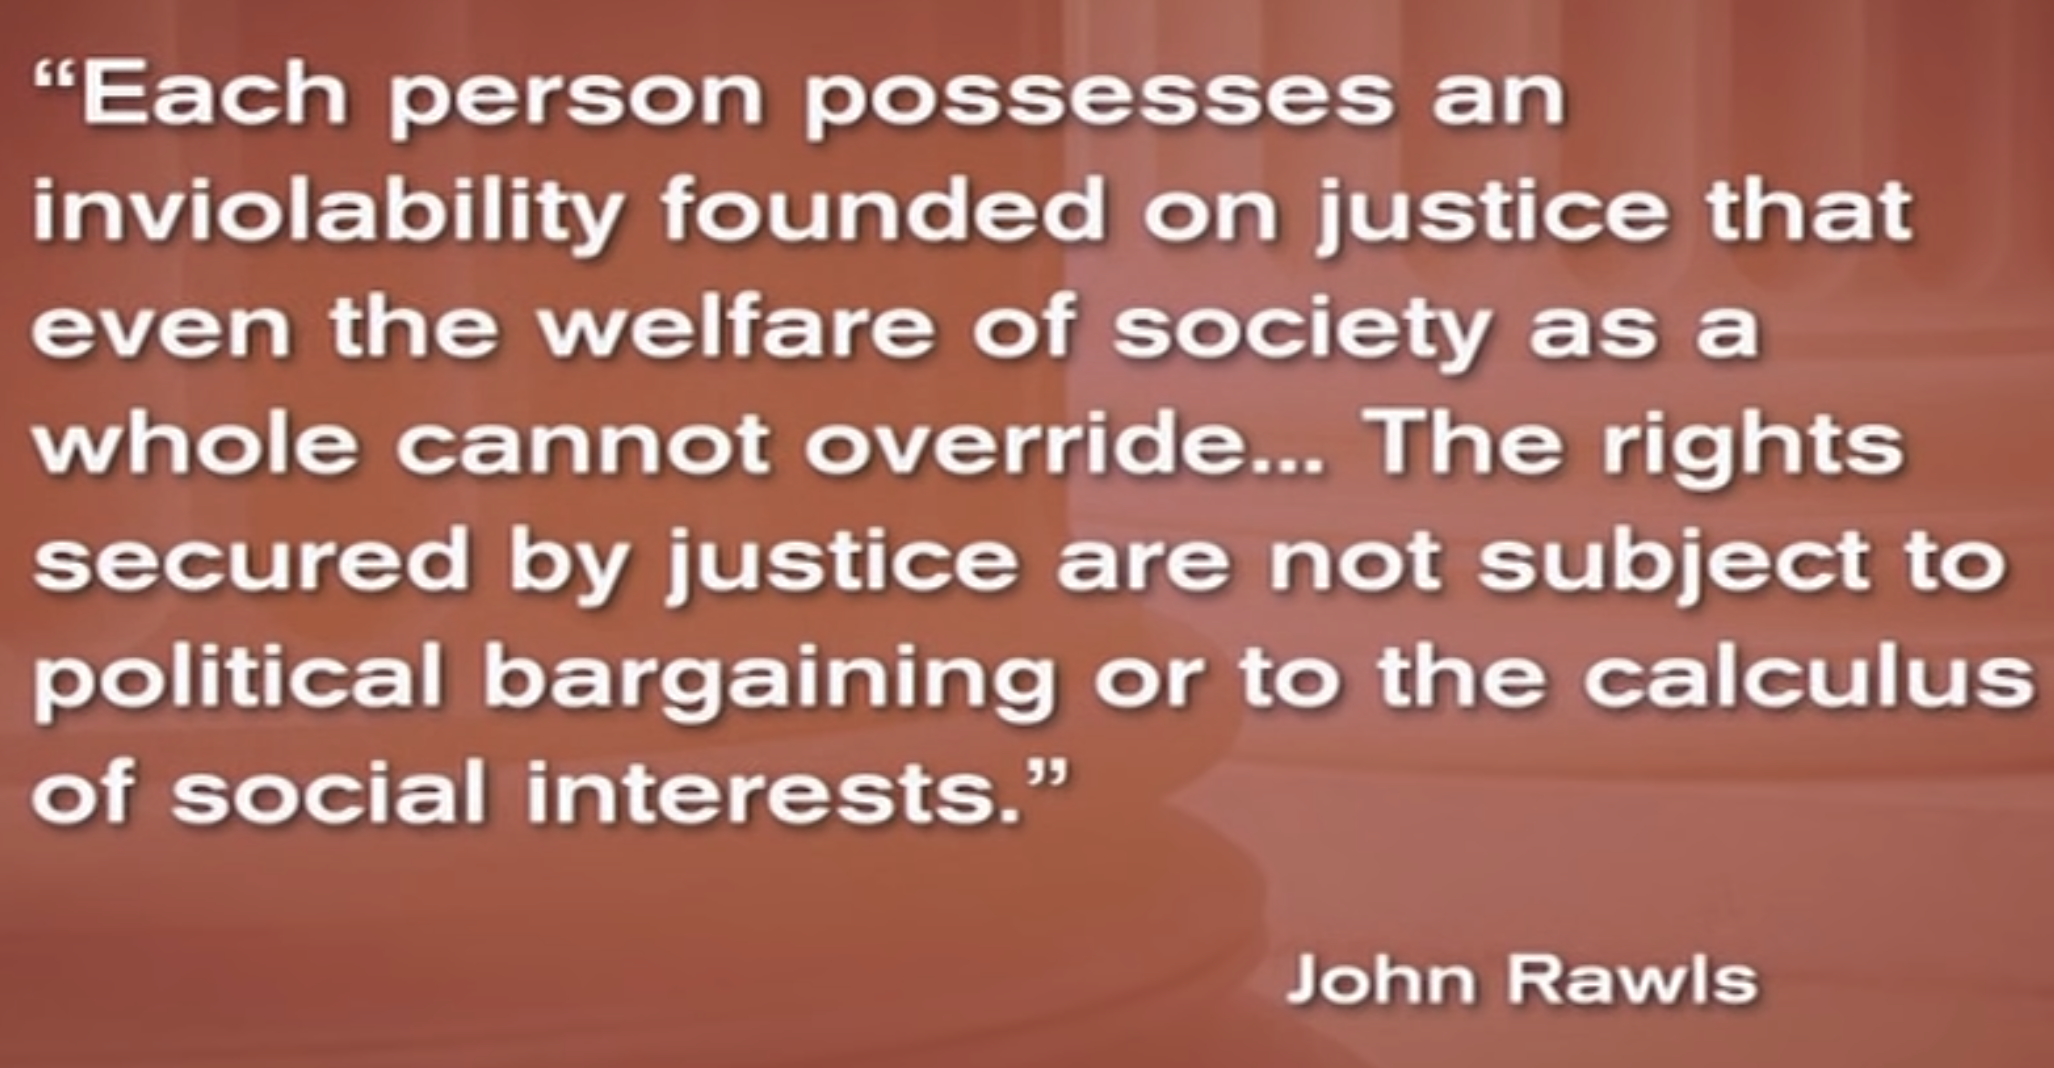 “Each person possesses an
inviolability founded on justice that
even the welfare of society as a
whole cannot override... The rights
secured by justice are not subject to
political bargaining or to the calculus
of social interests.”
John Rawls